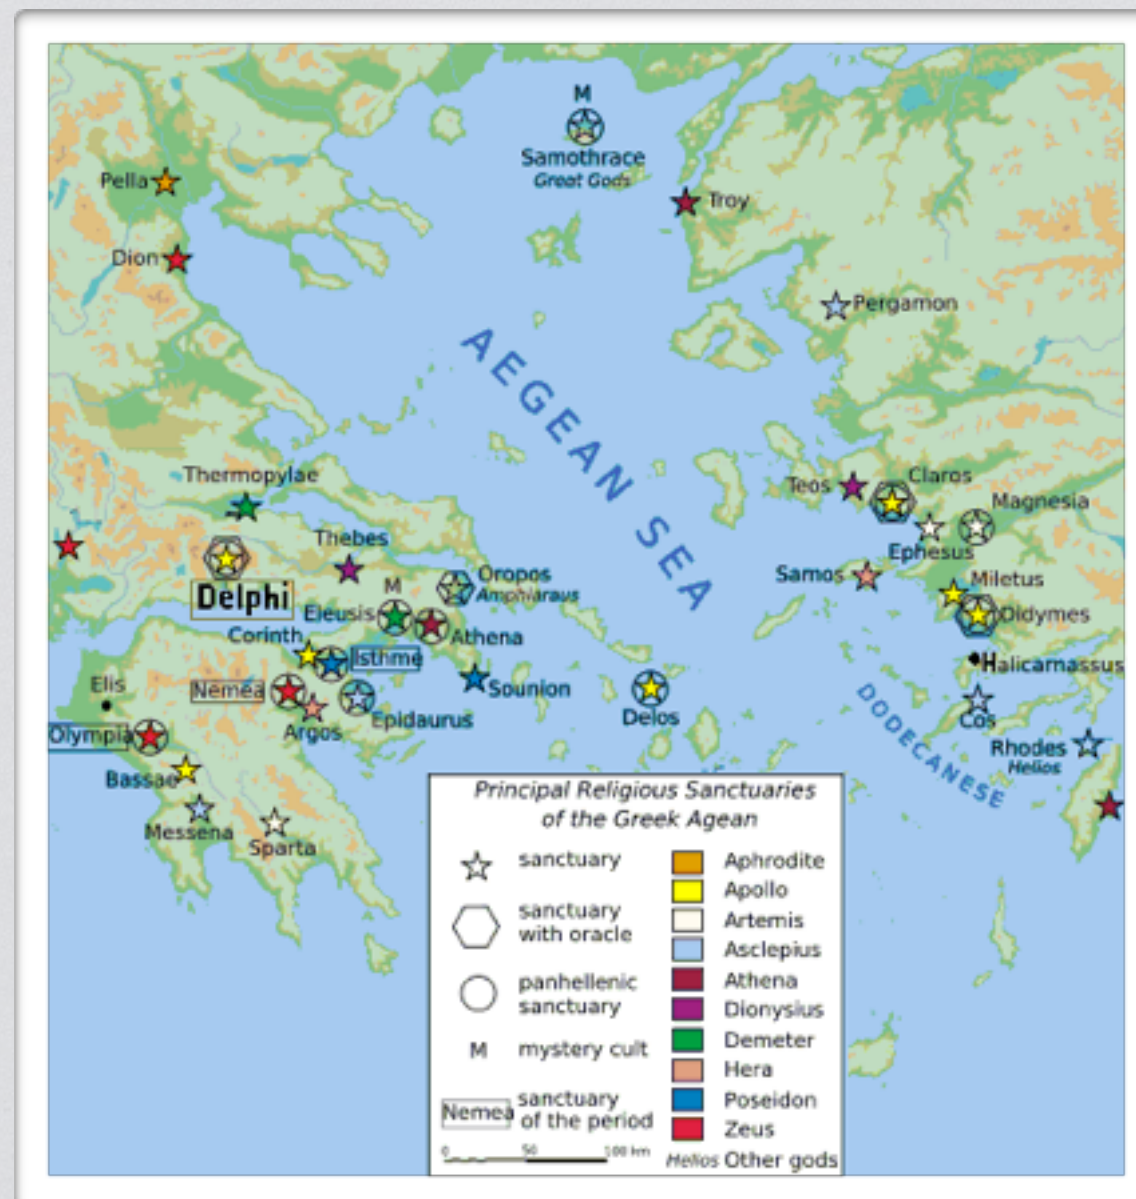 M
Samothrace
Great Gods
Pella
Troy
Dion
Pergamon
AEGEAN SEA
Thermopylae
Teos
Claros
Magnesia
Thebes
Ephesus
Delphi
M
Oropos
Amphiaraus
Samos
Miletus
Eleusis
Didymes
Corinth
Athena
Isthme
Halicarnassus
Elis
Nemea
Sounion
Epidaurus
Delos
Cos
Olympia
Argos
DODECANESE
Rhodes
Helios
Bassae
Messena
Sparta
Principal Religious Sanctuaries
of the Greek Agean
sanctuary
sanctuary
with oracle
panhellenic
sanctuary
M mystery cult
Nemea sanctuary
of the period
0 50 100 km
Aphrodite
Apollo
Artemis
Asclepius
Athena
Dionysius
Demeter
Hera
Poseidon
Zeus
Helios Other gods